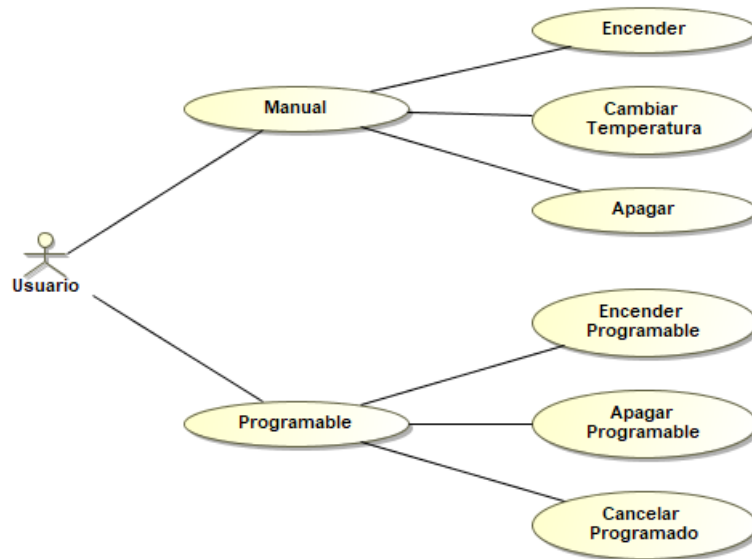 Encender
Manual
Cambiar
Temperatura
Apagar
Usuario
Encender
Programable
Programable
Apagar
Programable
Cancelar
Programado